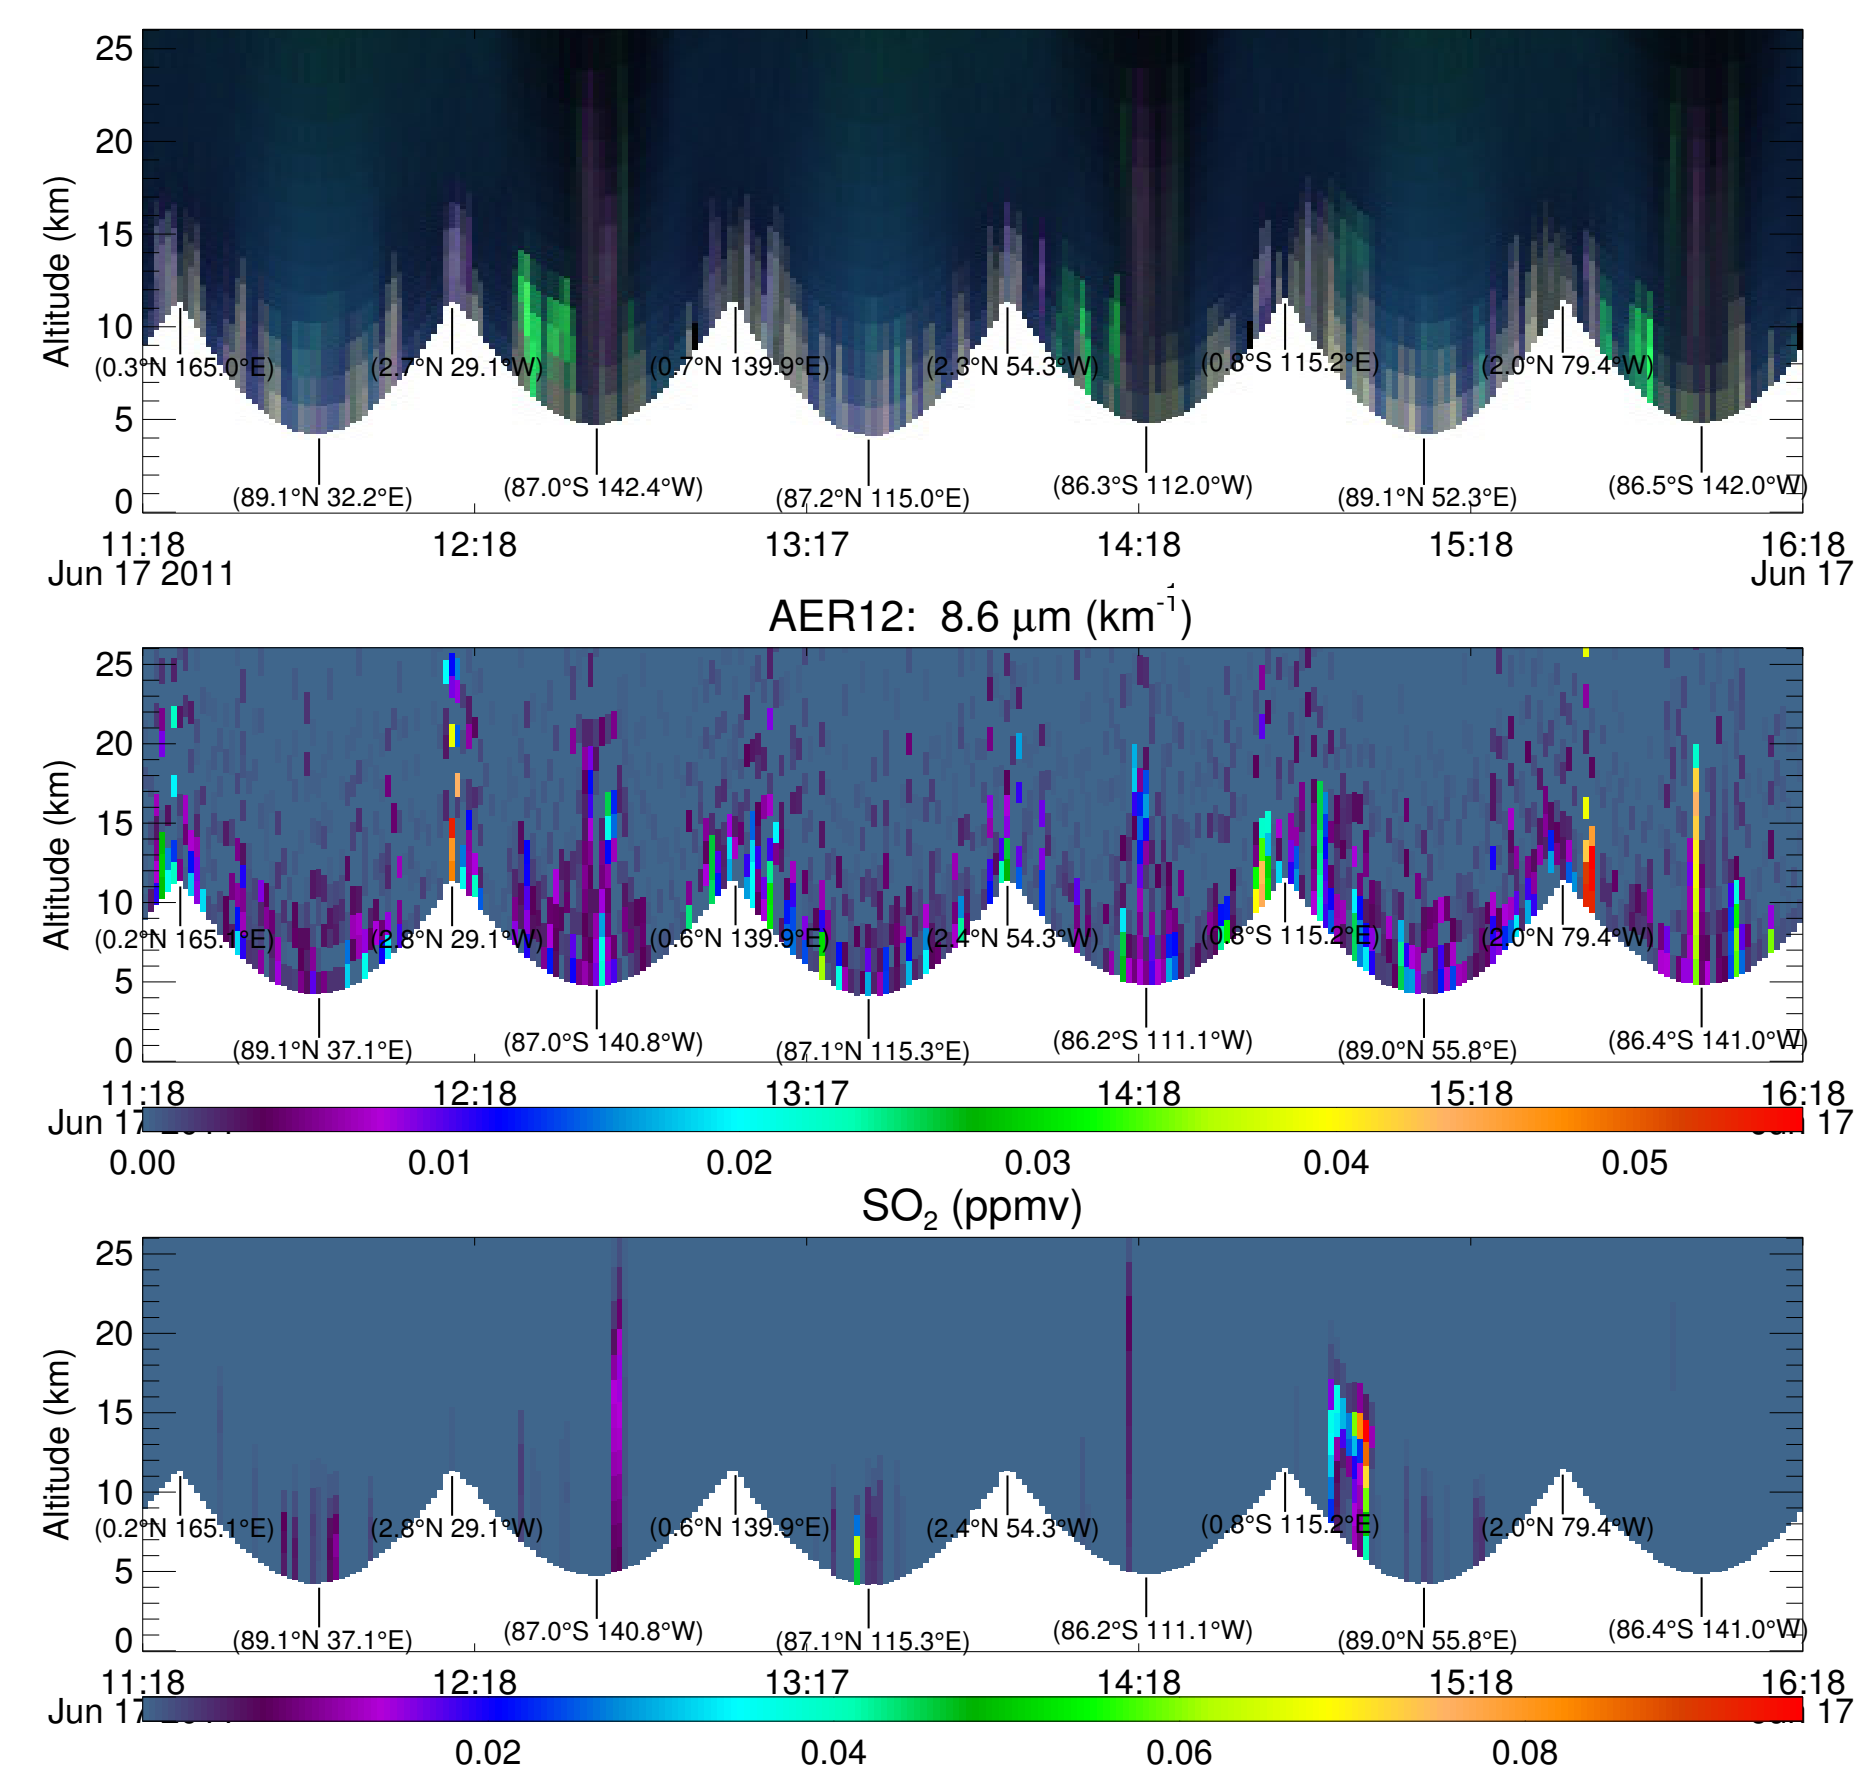 25
20
15
10
5
0
Altitude (km)
(0.3°N 165.0°E) (2.7°N 29.1°W) (0.7°N 139.9°E) (2.3°N 54.3°W) (0.8°S 115.2°E) (2.0°N 79.4°W)
(89.1°N 32.2°E) (87.0°S 142.4°W) (87.2°N 115.0°E) (86.3°S 112.0°W) (89.1°N 52.3°E) (86.5°S 142.0°W)
11:18 12:18 13:17 14:18 15:18 16:18
Jun 17 2011 Jun 17
AER12: 8.6 μm (km⁻¹)
25
20
15
10
5
0
Altitude (km)
(0.2°N 165.1°E) (2.8°N 29.1°W) (0.6°N 139.9°E) (2.4°N 54.3°W) (0.8°S 115.2°E) (2.0°N 79.4°W)
(89.1°N 37.1°E) (87.0°S 140.8°W) (87.1°N 115.3°E) (86.2°S 111.1°W) (89.0°N 55.8°E) (86.4°S 141.0°W)
11:18 12:18 13:17 14:18 15:18 16:18
Jun 17 2011 Jun 17
0.00 0.01 0.02 0.03 0.04 0.05
SO₂ (ppmv)
25
20
15
10
5
0
Altitude (km)
(0.2°N 165.1°E) (2.8°N 29.1°W) (0.6°N 139.9°E) (2.4°N 54.3°W) (0.8°S 115.2°E) (2.0°N 79.4°W)
(89.1°N 37.1°E) (87.0°S 140.8°W) (87.1°N 115.3°E) (86.2°S 111.1°W) (89.0°N 55.8°E) (86.4°S 141.0°W)
11:18 12:18 13:17 14:18 15:18 16:18
Jun 17 2011 Jun 17
0.02 0.04 0.06 0.08